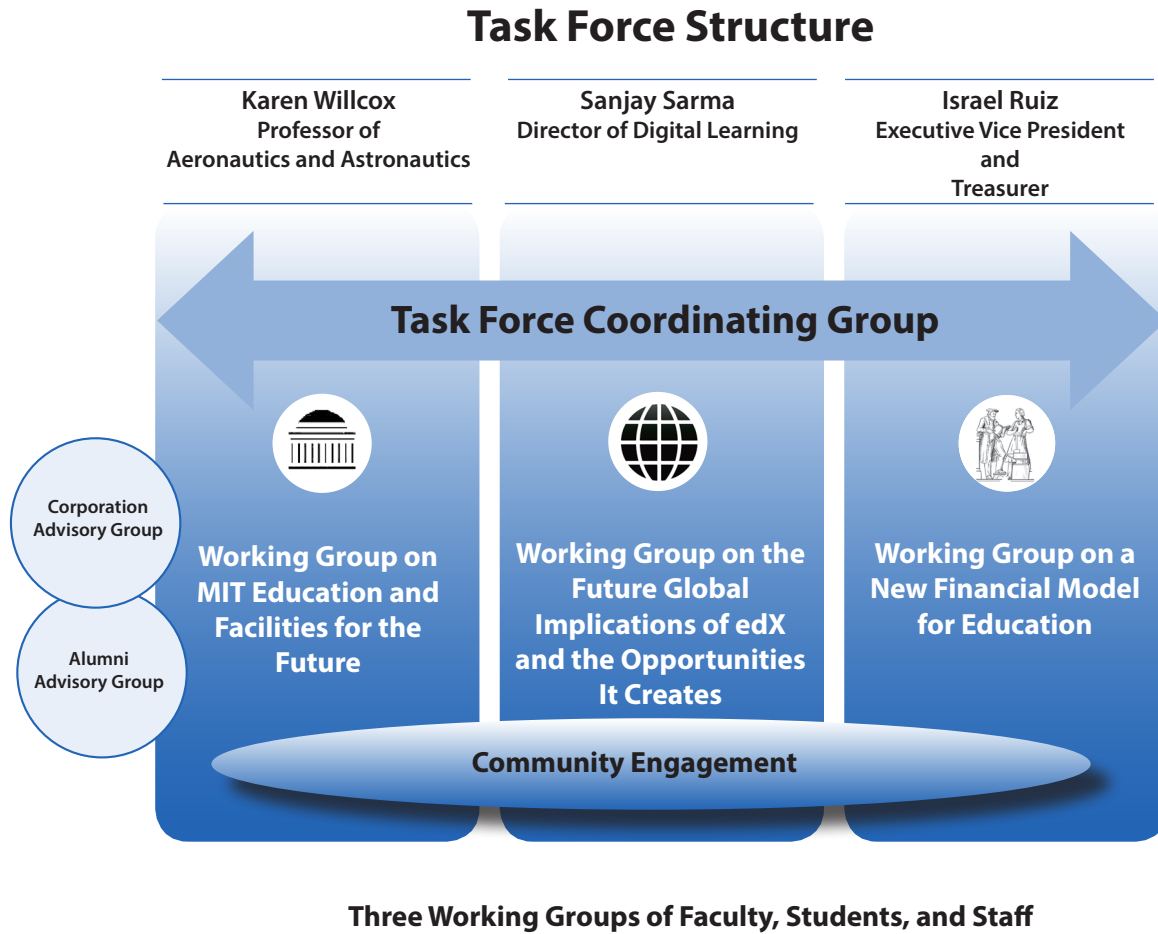 Task Force Structure
Karen Willcox
Professor of
Aeronautics and Astronautics
Sanjay Sarma
Director of Digital Learning
Israel Ruiz
Executive Vice President
and
Treasurer
Task Force Coordinating Group
Corporation
Advisory Group
Alumni
Advisory Group
Working Group on
MIT Education and
Facilities for the
Future
Working Group on the
Future Global
Implications of edX
and the Opportunities
It Creates
Working Group on a
New Financial Model
for Education
Community Engagement
Three Working Groups of Faculty, Students, and Staff